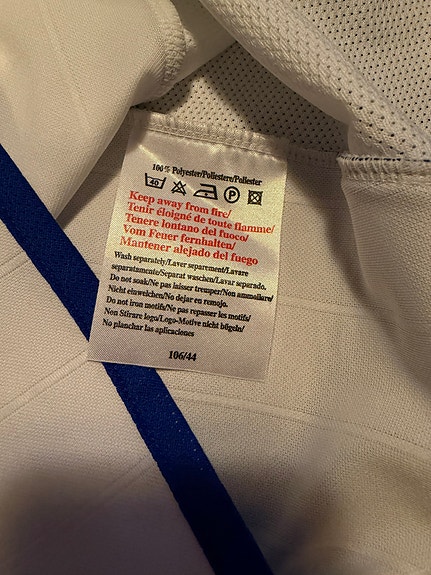 100% Polyester/Poliestere/Poliester
40 P
Keep away from fire/
Tenir éloigné de toute flamme/
Tenere lontano del fuoco/
Vom Feuer fernhalten/
Mantener alejado del fuego
Wash separately/Laver separement/Lavare
separatamente/Separat waschen/Lavar separado.
Do not soak/Ne pas laisser tremper/Non ammollare/
Nicht einweichen/No dejar en remojo.
Do not iron motifs/Ne pas repasser les motifs/
Non Stirare logo/Logo-Motive nicht bügeln/
No planchar las aplicaciones
106/44